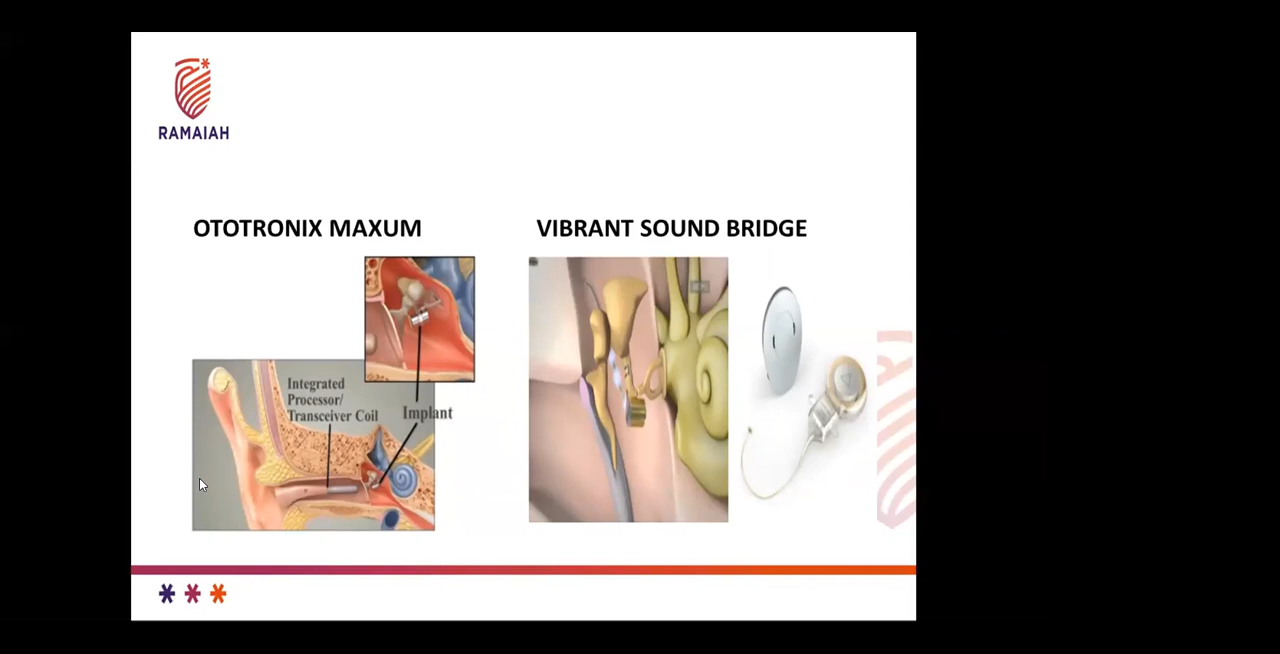 RAMAIAH
OTOTRONIX MAXUM
VIBRANT SOUND BRIDGE
Integrated
Processor/
Transceiver Coil
Implant